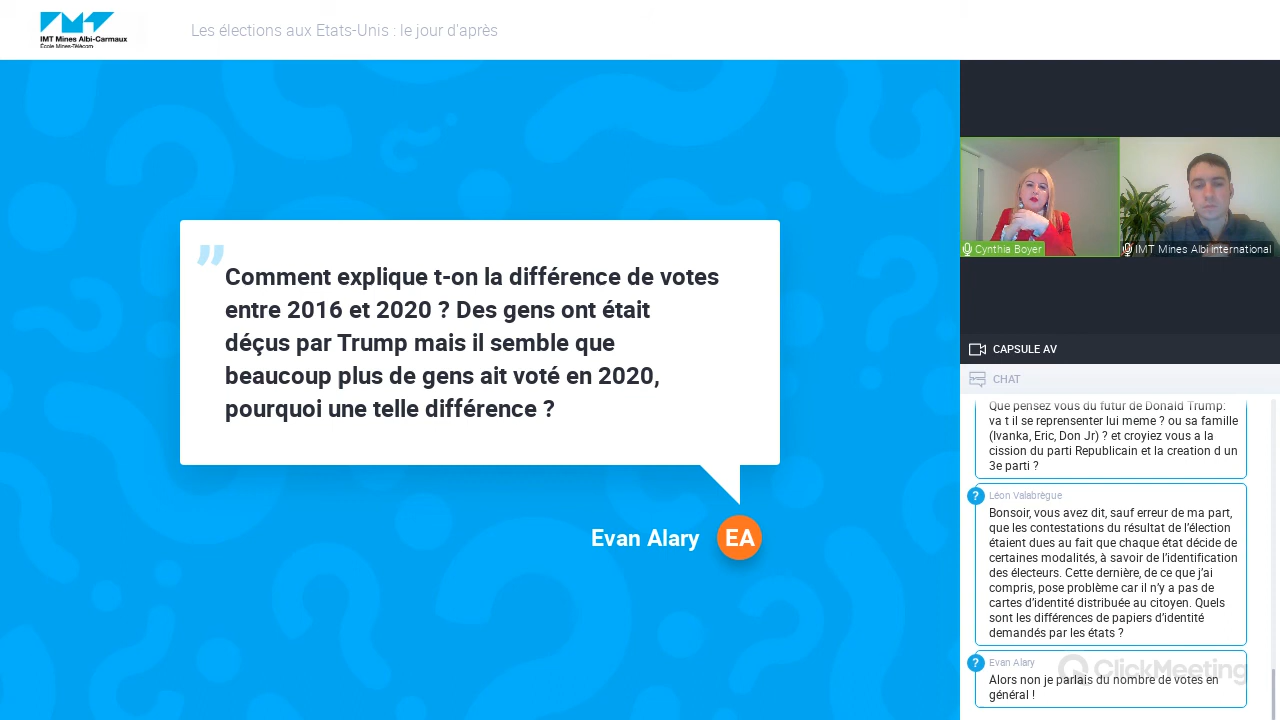 IMT Mines Albi-Carmaux
École Mines-Télécom
Les élections aux Etats-Unis : le jour d'après
”
Comment explique t-on la différence de votes
entre 2016 et 2020 ? Des gens ont était
déçus par Trump mais il semble que
beaucoup plus de gens ait voté en 2020,
pourquoi une telle différence ?
Evan Alary
EA
Cynthia Boyer
IMT Mines Albi international
CAPSULE AV
CHAT
Que pensez vous du futur de Donald Trump:
va t il se reprensenter lui meme ? ou sa famille
(Ivanka, Eric, Don Jr) ? et croyiez vous a la
cission du parti Republicain et la creation d un
3e parti ?
?
Léon Valabrègue
Bonsoir, vous avez dit, sauf erreur de ma part,
que les contestations du résultat de l’élection
étaient dues au fait que chaque état décide de
certaines modalités, à savoir de l’identification
des électeurs. Cette dernière, de ce que j’ai
compris, pose problème car il n’y a pas de
cartes d’identité distribuée au citoyen. Quels
sont les différences de papiers d’identité
demandés par les états ?
?
Evan Alary
Alors non je parlais du nombre de votes en
général !
ClickMeeting